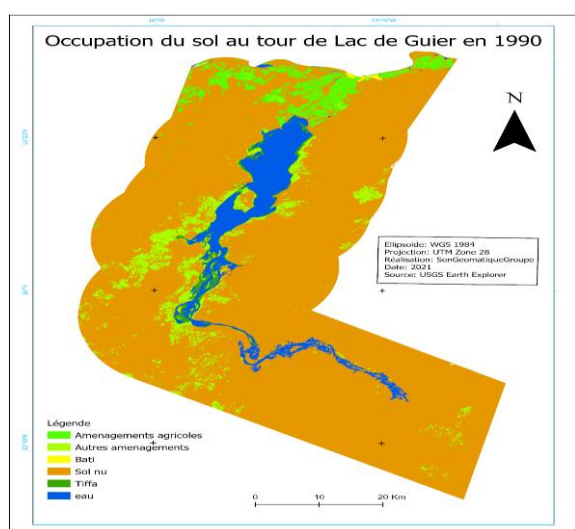 Occupation du sol au tour de Lac de Guier en 1990
N
Ellipsoide: WGS 1984
Projection: UTM Zone 28
Réalisation: SenGeomatiqueGroupe
Date: 2021
Source: USGS Earth Explorer
Légende
Amenagements agricoles
Autres amenagements
Bati
Sol nu
Tiffa
eau
0 10 20 Km